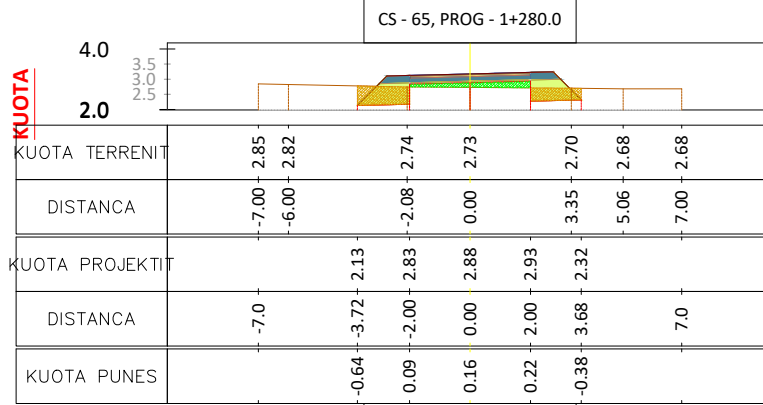 CS - 65, PROG - 1+280.0
KUOTA
4.0
3.5
3.0
2.5
2.0
KUOTA TERRENIT 2.85 2.82 2.74 2.73 2.70 2.68 2.68
DISTANCA -7.00 -6.00 -2.08 0.00 3.35 5.06 7.00
KUOTA PROJEKTIT 2.13 2.83 2.88 2.93 2.32
DISTANCA -7.0 -3.72 -2.00 0.00 2.00 3.68 7.0
KUOTA PUNES -0.64 0.09 0.16 0.22 -0.38